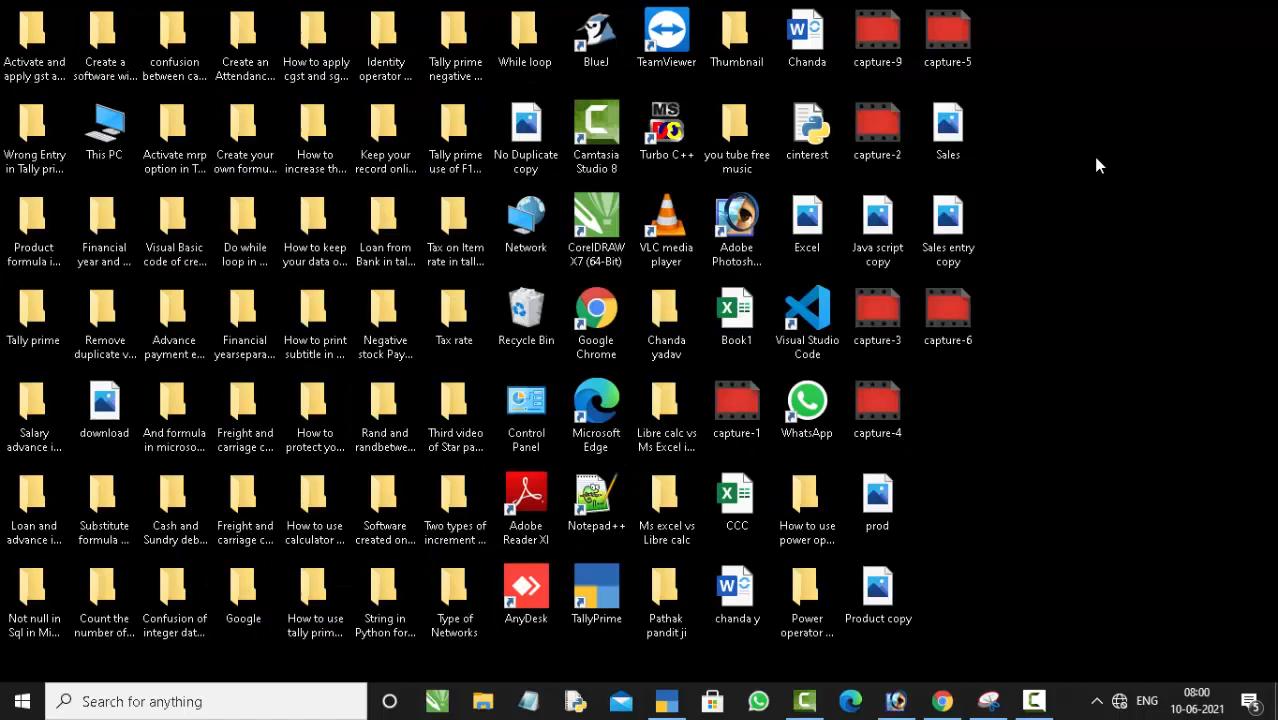 Activate and
apply gst a...
Create a
software wi...
confusion
between ca...
Create an
Attendanc...
How to apply
cgst and sg...
Identity
operator ...
Tally prime
negative ...
While loop
BlueJ
TeamViewer
Thumbnail
Chanda
capture-9
capture-5
Wrong Entry
in Tally pri...
This PC
Activate mrp
option in T...
Create your
own formu...
How to
increase th...
Keep your
record onli...
Tally prime
use of F1...
No Duplicate
copy
Camtasia
Studio 8
MS
Turbo C++
you tube free
music
cinterest
capture-2
Sales
Product
formula i...
Financial
year and ...
Visual Basic
code of cre...
Do while
loop in ...
How to keep
your data o...
Loan from
Bank in tal...
Tax on Item
rate in tall...
Network
CorelDRAW
X7 (64-Bit)
VLC media
player
Adobe
Photosh...
Excel
Java script
copy
Sales entry
copy
Tally prime
Remove
duplicate v...
Advance
payment e...
Financial
yearsepara...
How to print
subtitle in ...
Negative
stock Pay...
Tax rate
Recycle Bin
Google
Chrome
Chanda
yadav
Book1
Visual Studio
Code
capture-3
capture-6
Salary
advance i...
download
And formula
in microso...
Freight and
carriage c...
How to
protect yo...
Rand and
randbetwe...
Third video
of Star pa...
Control
Panel
Microsoft
Edge
Libre calc vs
Ms Excel i...
capture-1
WhatsApp
capture-4
Loan and
advance i...
Substitute
formula ...
Cash and
Sundry deb...
Freight and
carriage c...
How to use
calculator ...
Software
created on...
Two types of
increment ...
Adobe
Reader XI
Notepad++
Ms excel vs
Libre calc
CCC
How to use
power op...
prod
Not null in
Sql in Mi...
Count the
number of...
Confusion of
integer dat...
Google
How to use
tally prim...
String in
Python for...
Type of
Networks
AnyDesk
TallyPrime
Pathak
pandit ji
chanda y
Power
operator ...
Product copy
Search for anything
ENG
08:00
10-06-2021
5